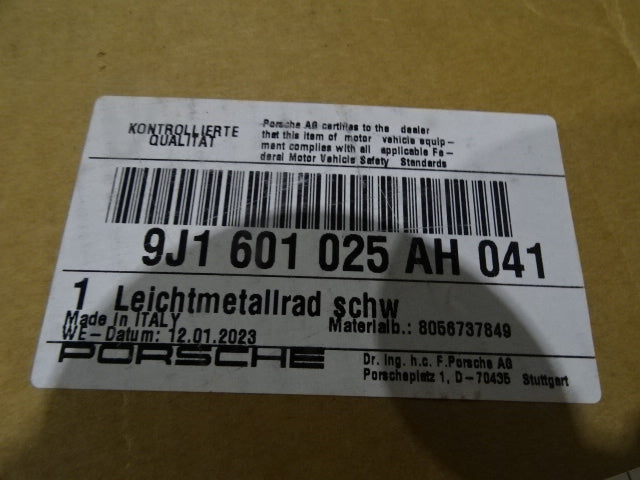 KONTROLLIERTE
QUALITÄT
Porsche AG certifies to the dealer
that this item of motor vehicle equip-
ment complies with all applicable Fe-
deral Motor Vehicle Safety Standards
9J1 601 025 AH 041
1 Leichtmetallrad schw
Made in ITALY
WE-Datum: 12.01.2023
Materialb.: 8056737849
PORSCHE
Dr. Ing. h.c. F.Porsche AG
Porscheplatz 1, D-70435 Stuttgart